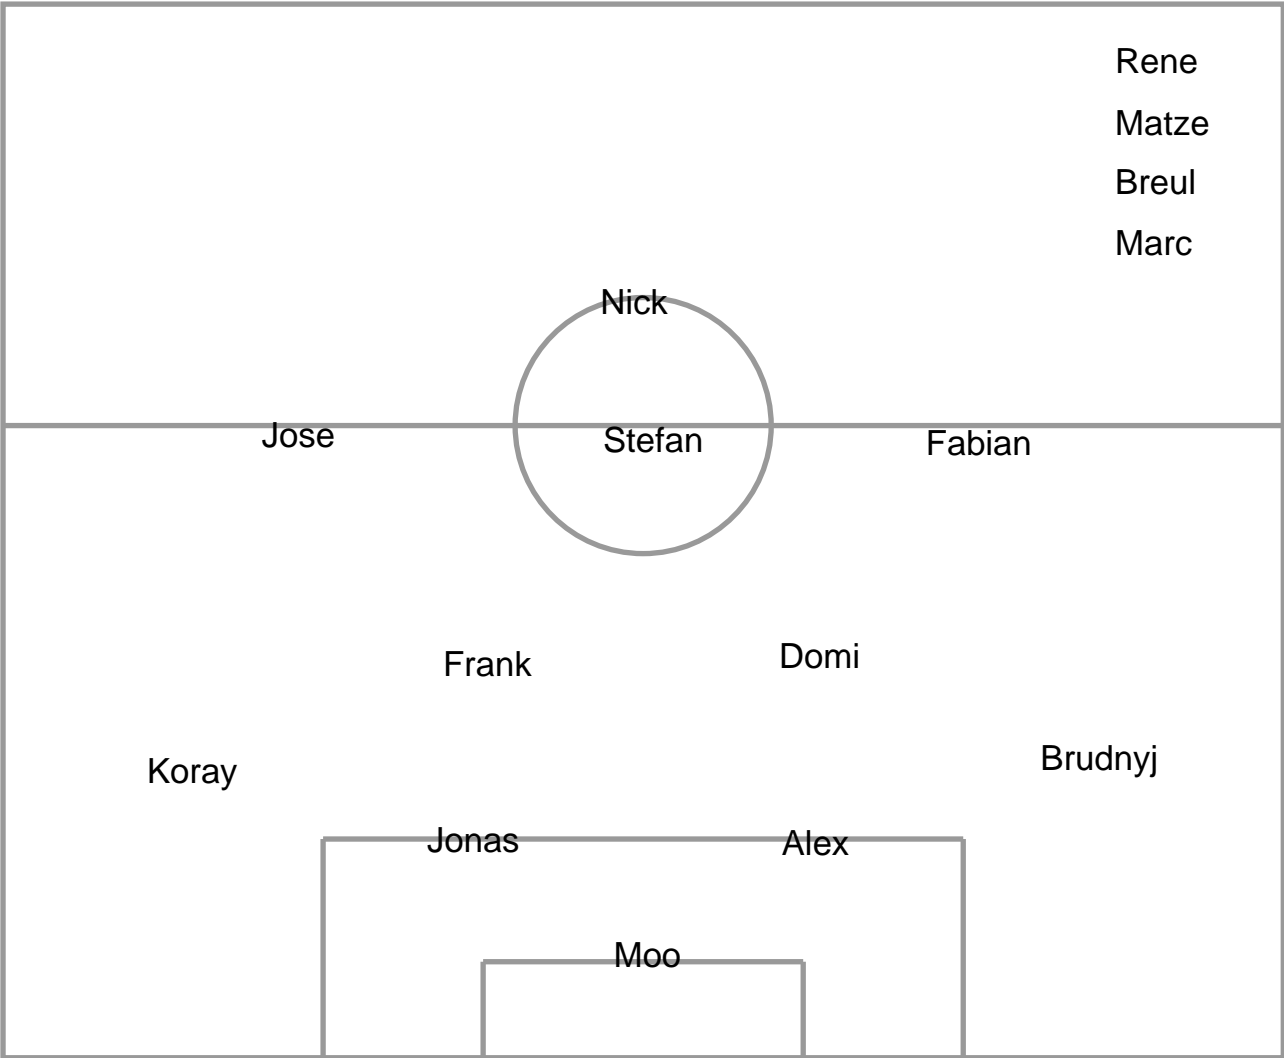 Rene
Matze
Breul
Marc
Nick
Jose Stefan Fabian
Frank Domi
Koray Brudnyj
Jonas Alex
Moo